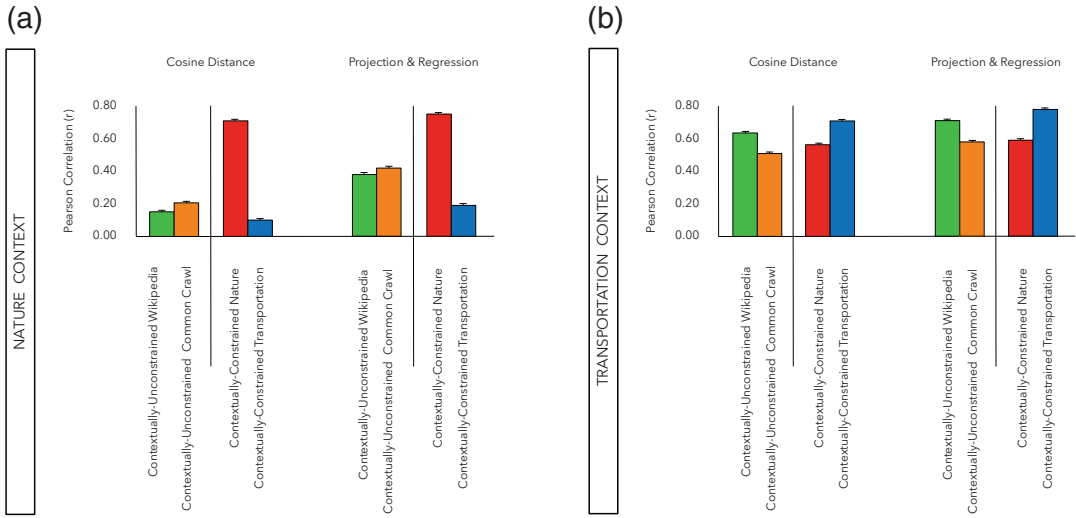 (a)
NATURE CONTEXT
Cosine Distance
Projection & Regression
Pearson Correlation (r)
0.80
0.60
0.40
0.20
0.00
Contextually-Unconstrained Wikipedia
Contextually-Unconstrained Common Crawl
Contextually-Constrained Nature
Contextually-Constrained Transportation
Contextually-Unconstrained Wikipedia
Contextually-Unconstrained Common Crawl
Contextually-Constrained Nature
Contextually-Constrained Transportation
(b)
TRANSPORTATION CONTEXT
Cosine Distance
Projection & Regression
Pearson Correlation (r)
0.80
0.60
0.40
0.20
0.00
Contextually-Unconstrained Wikipedia
Contextually-Unconstrained Common Crawl
Contextually-Constrained Nature
Contextually-Constrained Transportation
Contextually-Unconstrained Wikipedia
Contextually-Unconstrained Common Crawl
Contextually-Constrained Nature
Contextually-Constrained Transportation